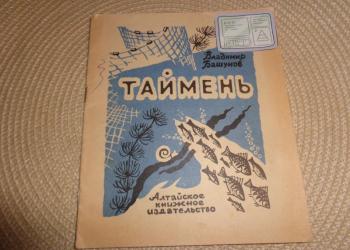 Владимир
Башунов
ТАЙМЕНЬ
Алтайское
книжное
издательство